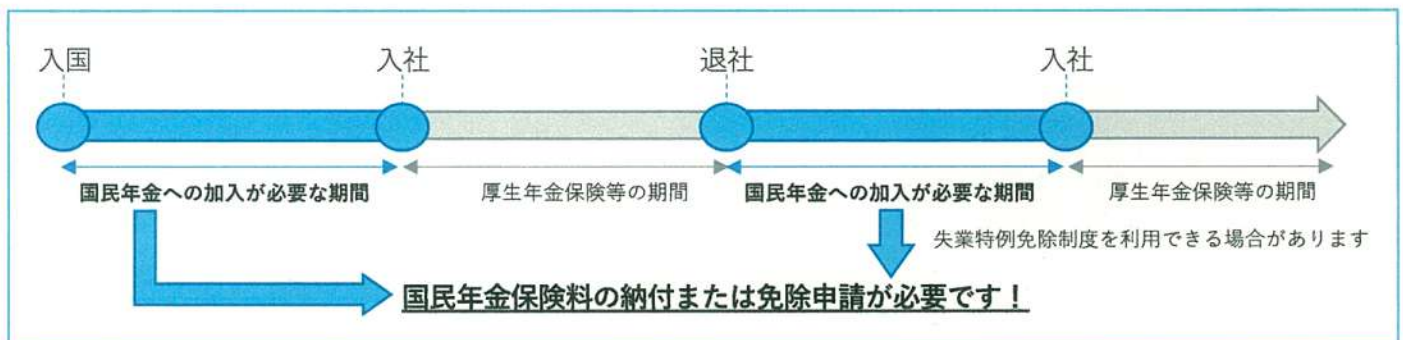 入国 入社 退社 入社
国民年金への加入が必要な期間 厚生年金保険等の期間 国民年金への加入が必要な期間 厚生年金保険等の期間
失業特例免除制度を利用できる場合があります
国民年金保険料の納付または免除申請が必要です！